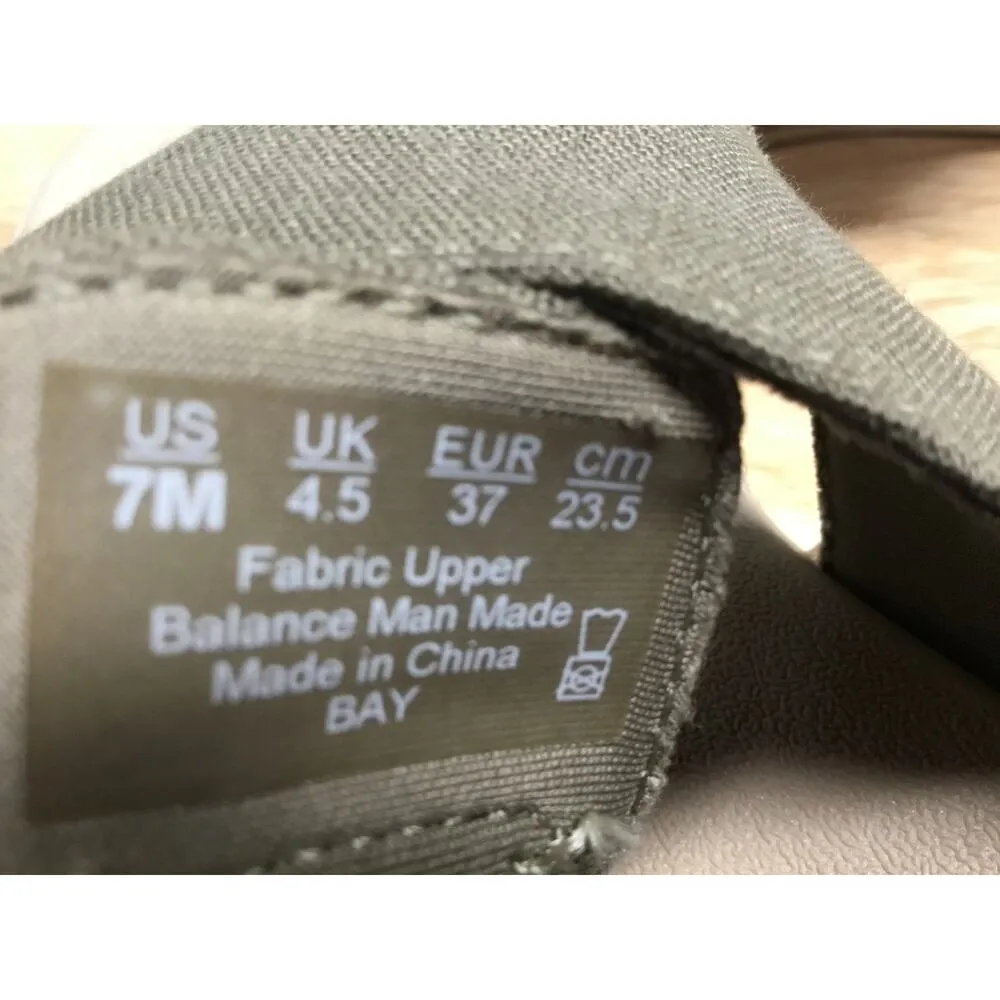 US UK EUR cm
7M 4.5 37 23.5
Fabric Upper
Balance Man Made
Made in China
BAY